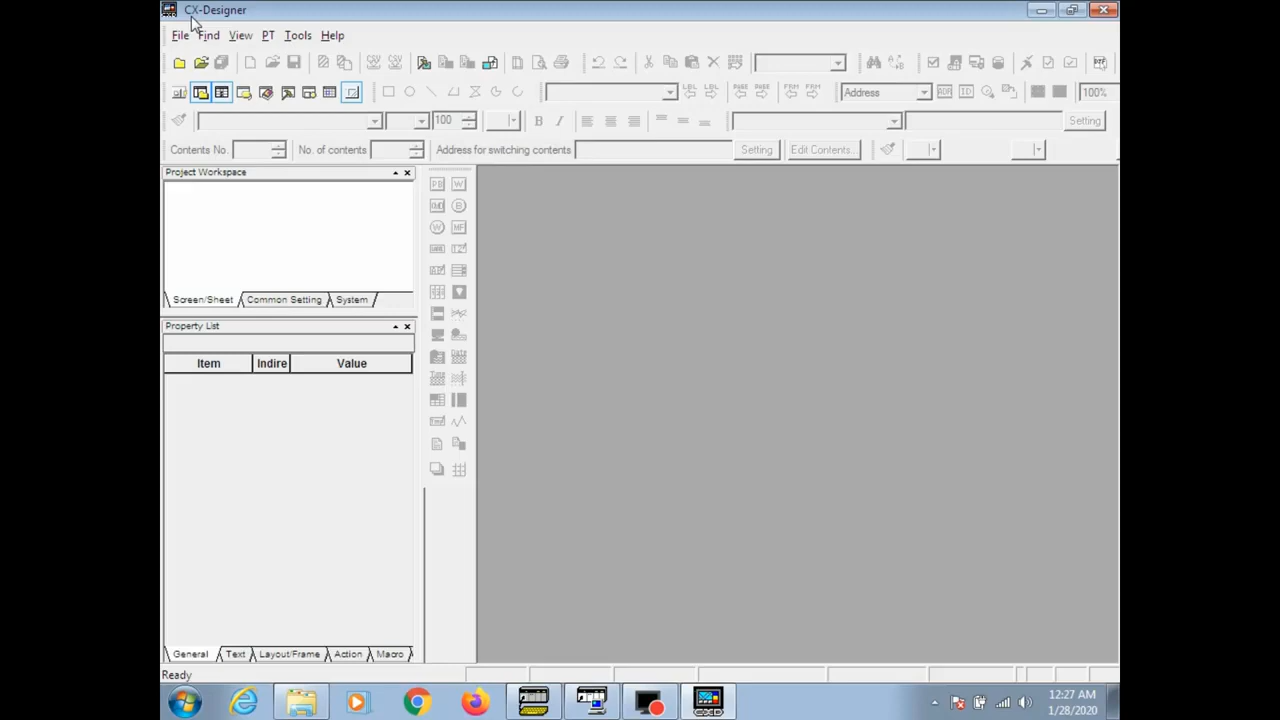 CX-Designer
File Find View PT Tools Help
Address 100%
100 B I Setting
Contents No. No. of contents Address for switching contents Setting Edit Contents...
Project Workspace
Screen/Sheet Common Setting System
Property List
Item Indire Value
General Text Layout/Frame Action Macro
Ready
12:27 AM
1/28/2020